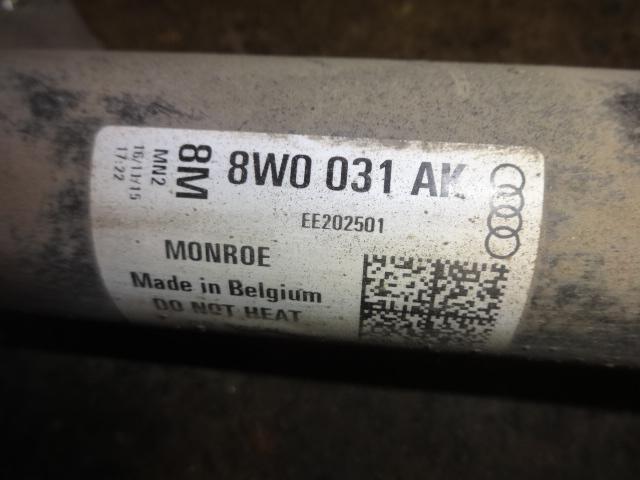 8W0 031 AK
EE202501
MONROE
Made in Belgium
DO NOT HEAT
8M
MN2
16/11/15
17:22